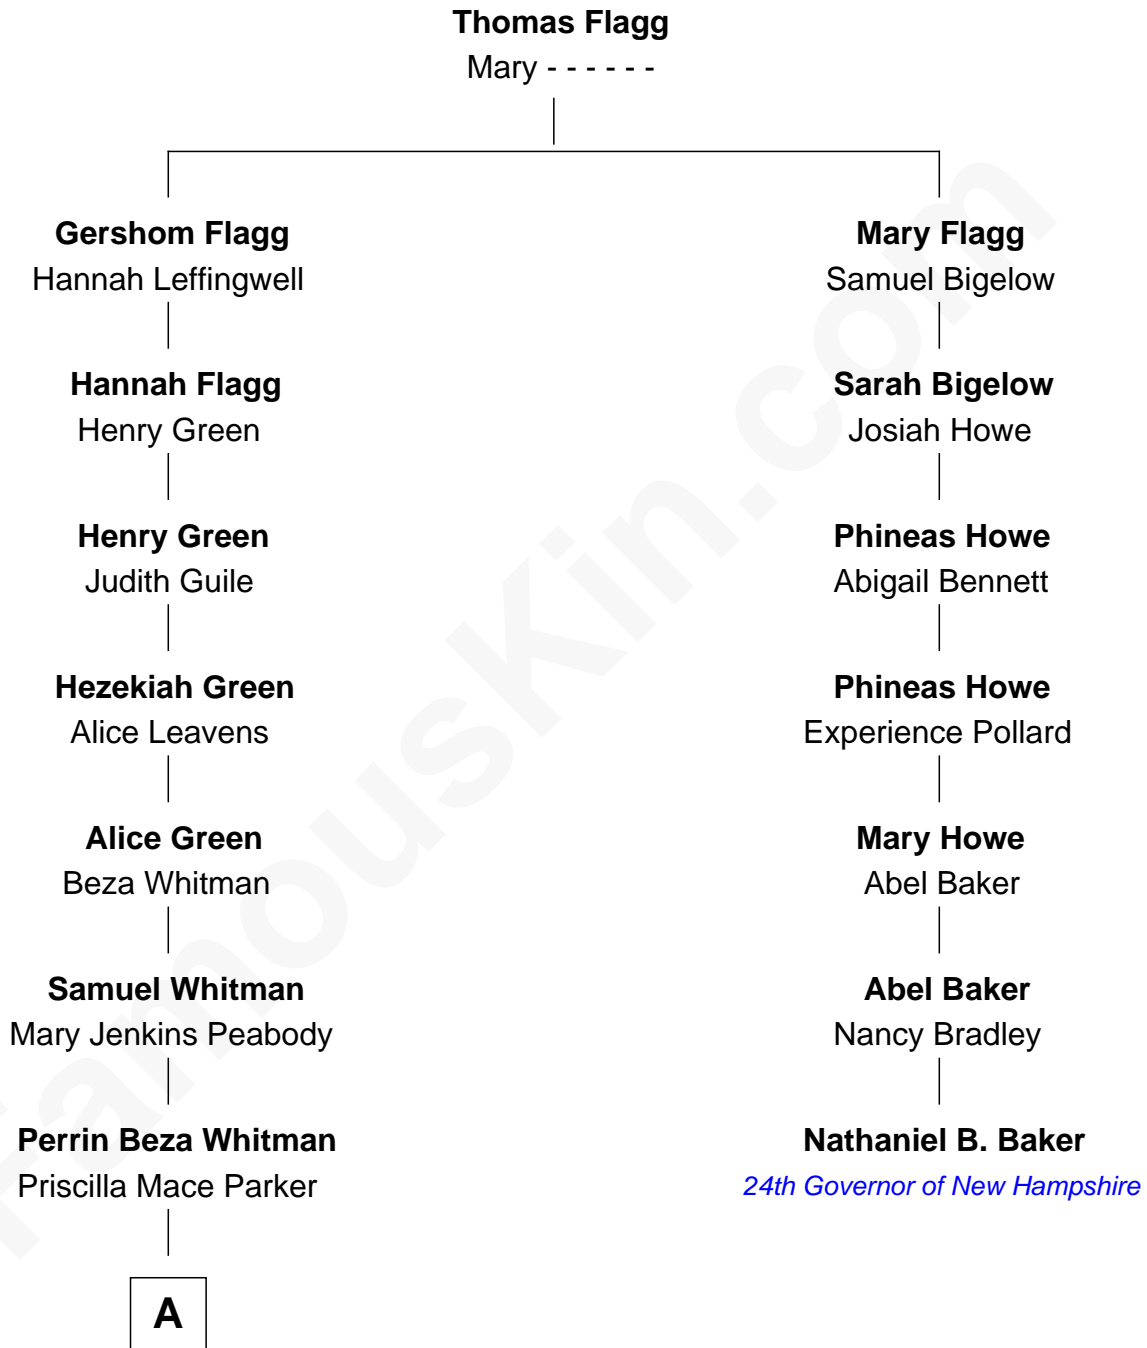 Thomas Flagg
Mary - - - - - -
Gershom Flagg
Hannah Leffingwell
Mary Flagg
Samuel Bigelow
Hannah Flagg
Henry Green
Sarah Bigelow
Josiah Howe
Henry Green
Judith Guile
Phineas Howe
Abigail Bennett
Hezekiah Green
Alice Leavens
Phineas Howe
Experience Pollard
Alice Green
Beza Whitman
Mary Howe
Abel Baker
Samuel Whitman
Mary Jenkins Peabody
Abel Baker
Nancy Bradley
Perrin Beza Whitman
Priscilla Mace Parker
Nathaniel B. Baker
24th Governor of New Hampshire
A
FamousKin.com